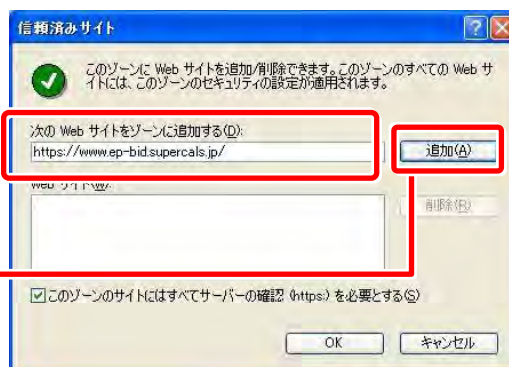 信頼済みサイト
このゾーンに Web サイトを追加/削除できます。このゾーンのすべての Web サ
イトには、このゾーンのセキュリティの設定が適用されます。
次の Web サイトをゾーンに追加する(D):
https://www.ep-bid.supercals.jp/
追加(A)
Web サイト(W):
削除(R)
このゾーンのサイトにはすべてサーバーの確認 (https:) を必要とする(S)
OK
キャンセル